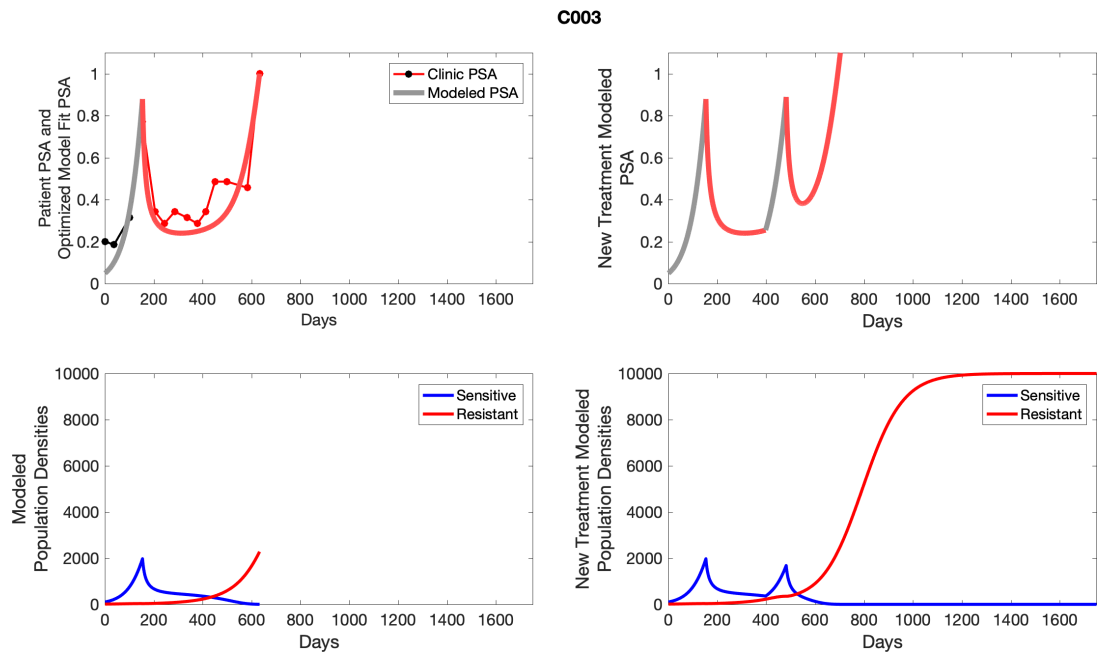 C003
Patient PSA and
Optimized Model Fit PSA
1
0.8
0.6
0.4
0.2
0
Clinic PSA
Modeled PSA
0 200 400 600 800 1000 1200 1400 1600
Days
New Treatment Modeled
PSA
1
0.8
0.6
0.4
0.2
0
0 200 400 600 800 1000 1200 1400 1600
Days
Modeled
Population Densities
10000
8000
6000
4000
2000
0
Sensitive
Resistant
0 200 400 600 800 1000 1200 1400 1600
Days
New Treatment Modeled
Population Densities
10000
8000
6000
4000
2000
0
Sensitive
Resistant
0 200 400 600 800 1000 1200 1400 1600
Days